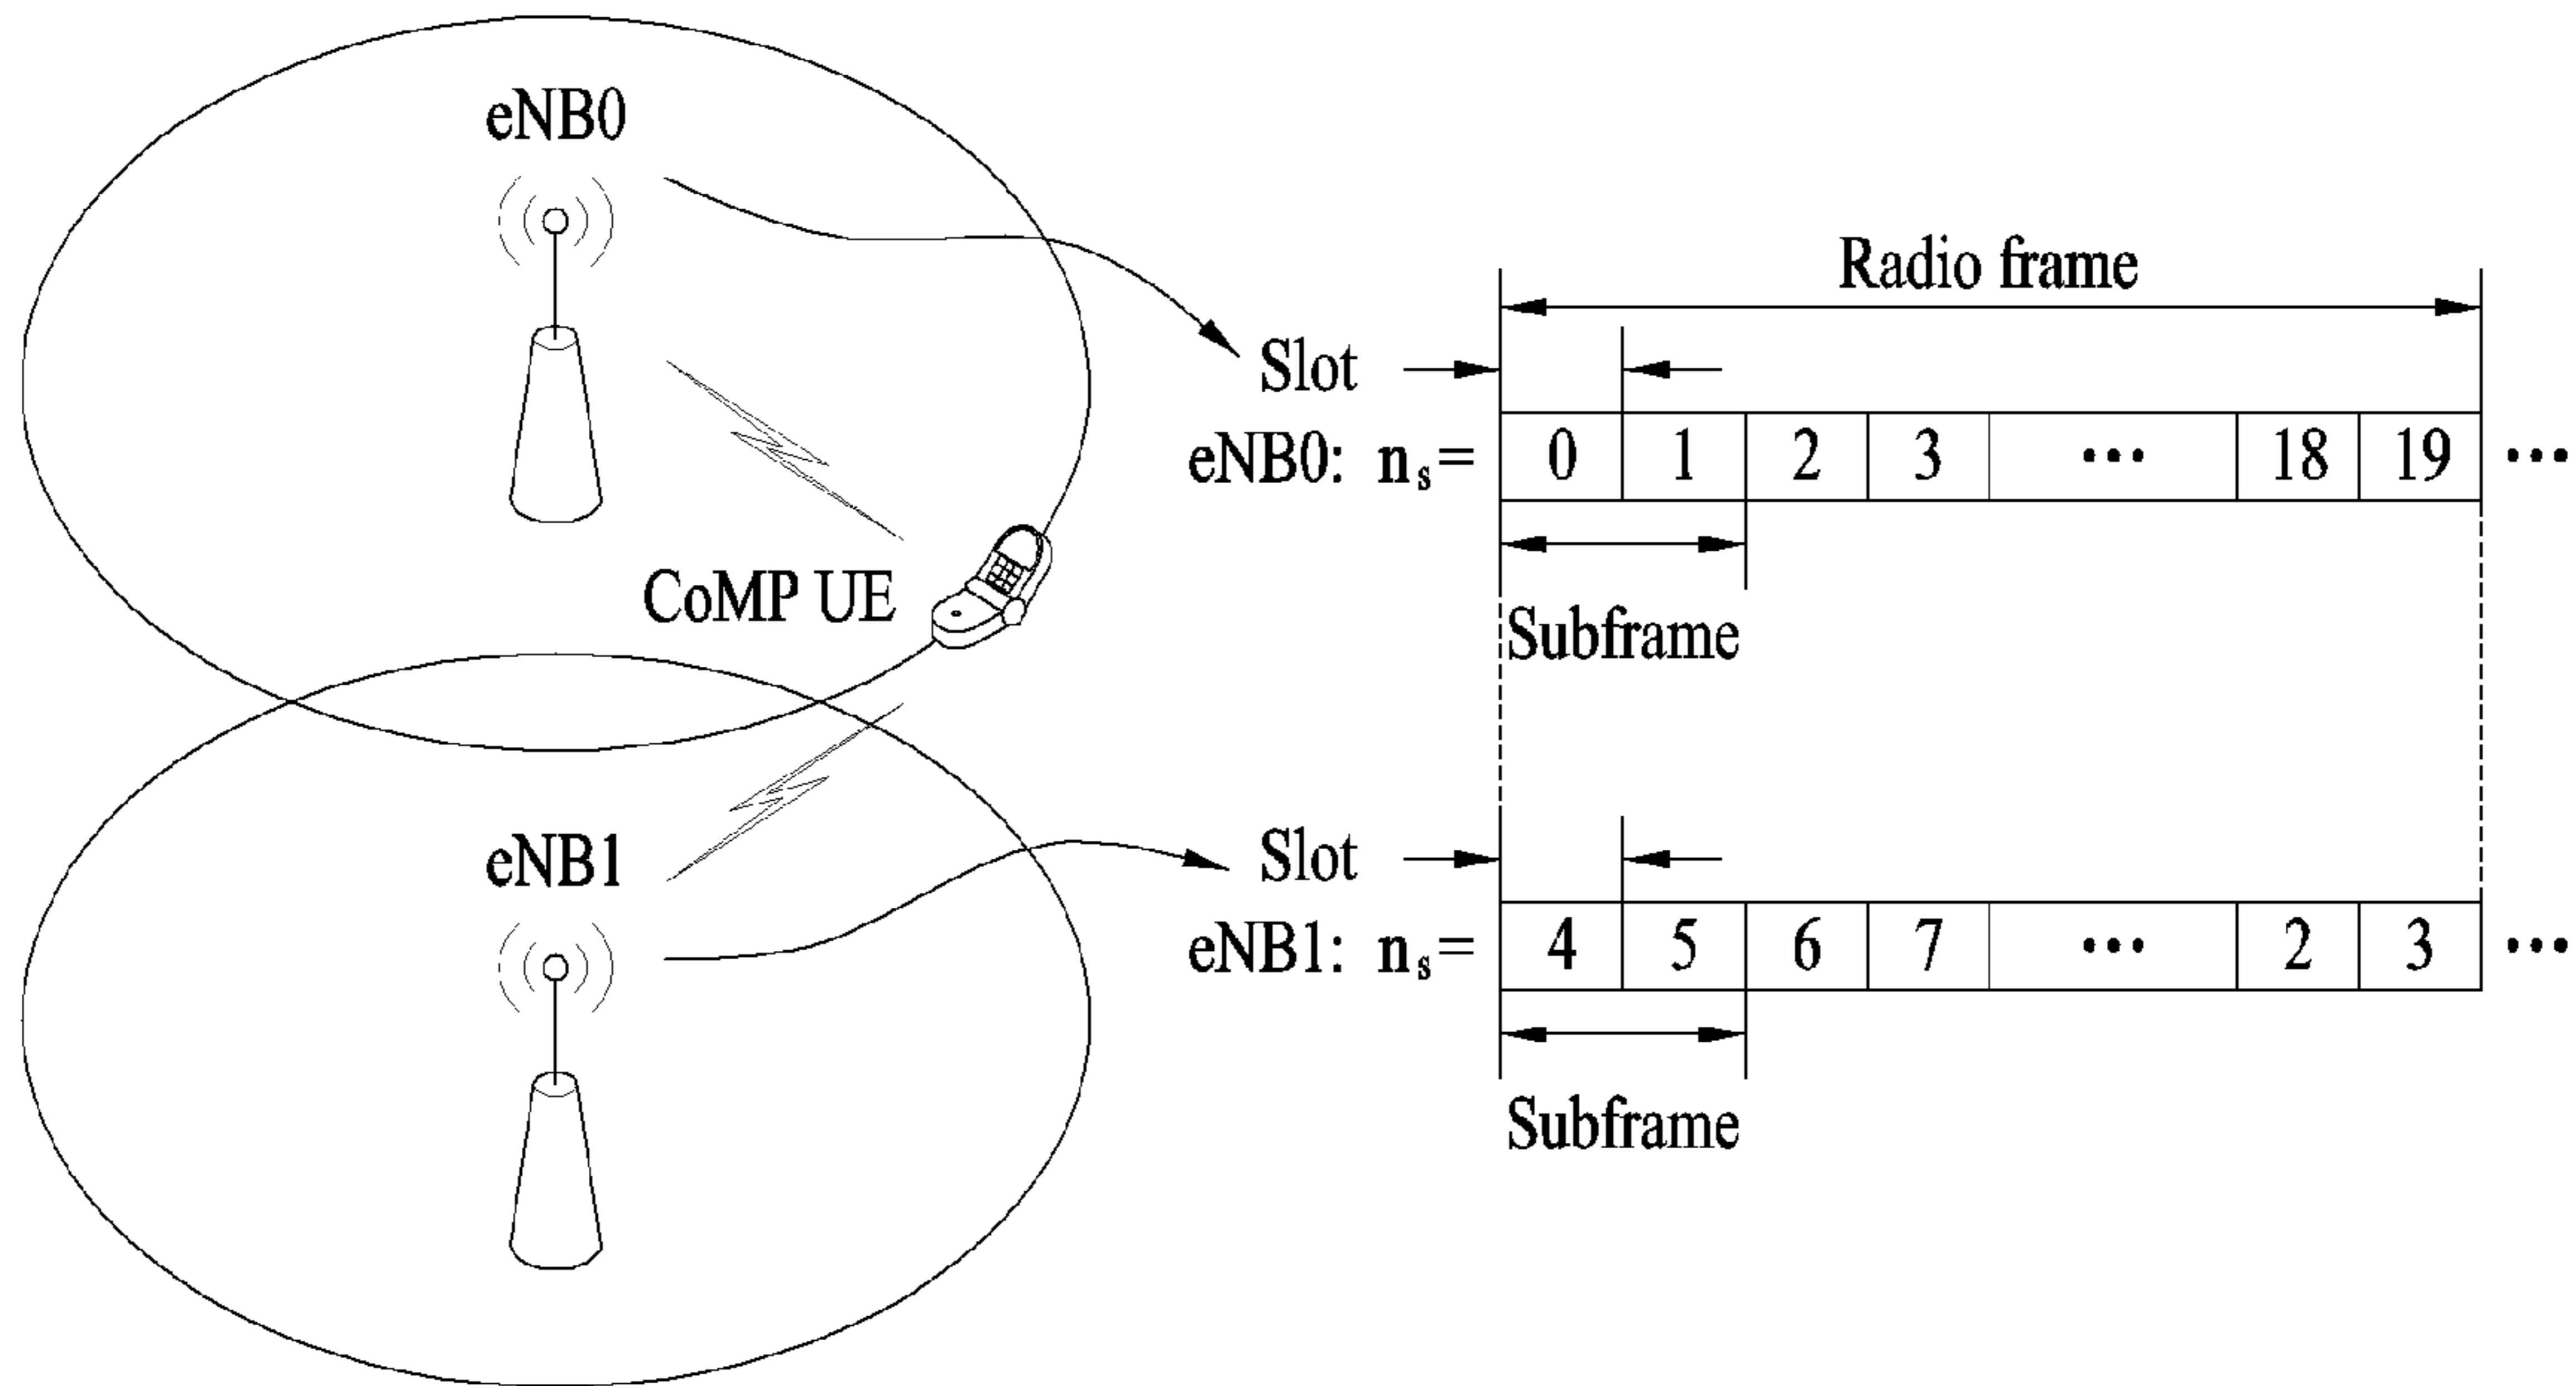 eNB0
CoMP UE
eNB1
Radio frame
Slot
eNB0: ns= 0 1 2 3 ··· 18 19 ···
Subframe
Slot
eNB1: ns= 4 5 6 7 ··· 2 3 ···
Subframe